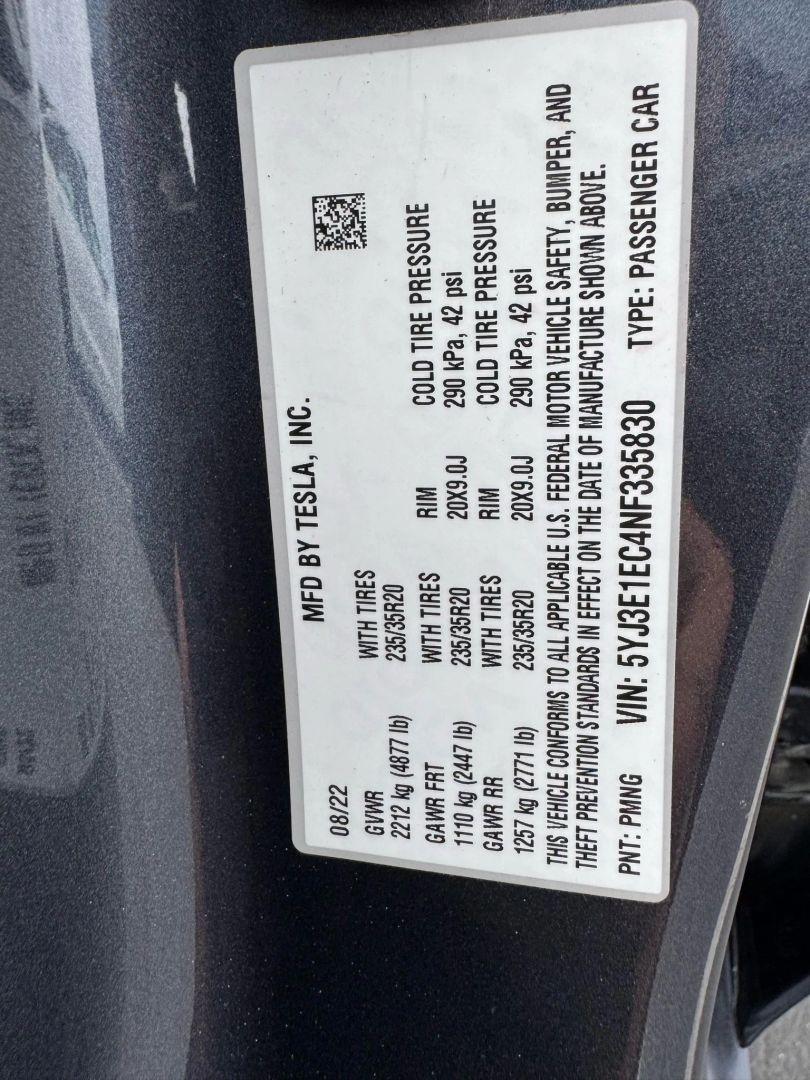 MFD BY TESLA, INC.
08/22
GVWR WITH TIRES
2212 kg (4877 lb) 235/35R20
GAWR FRT WITH TIRES RIM COLD TIRE PRESSURE
1110 kg (2447 lb) 235/35R20 20X9.0J 290 kPa, 42 psi
GAWR RR WITH TIRES RIM COLD TIRE PRESSURE
1257 kg (2771 lb) 235/35R20 20X9.0J 290 kPa, 42 psi
THIS VEHICLE CONFORMS TO ALL APPLICABLE U.S. FEDERAL MOTOR VEHICLE SAFETY, BUMPER, AND
THEFT PREVENTION STANDARDS IN EFFECT ON THE DATE OF MANUFACTURE SHOWN ABOVE.
PNT: PMNG VIN: 5YJ3E1EC4NF335830 TYPE: PASSENGER CAR